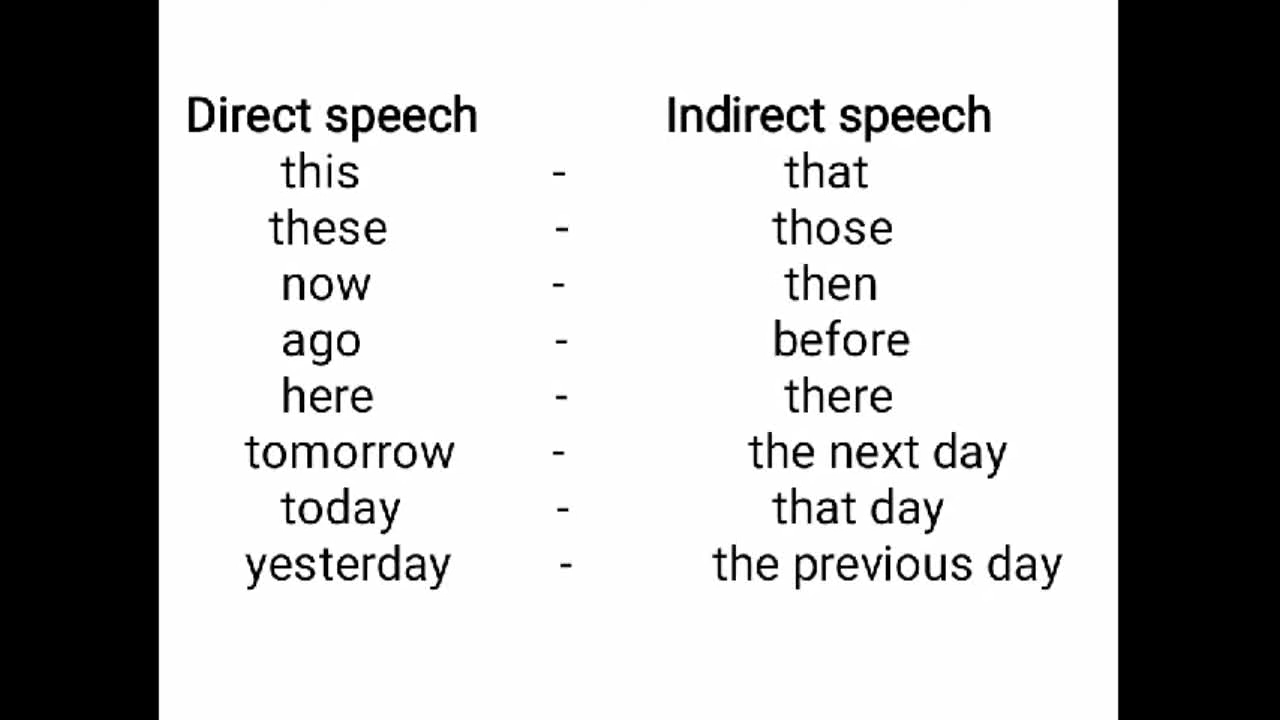 Direct speech Indirect speech
this - that
these - those
now - then
ago - before
here - there
tomorrow - the next day
today - that day
yesterday - the previous day